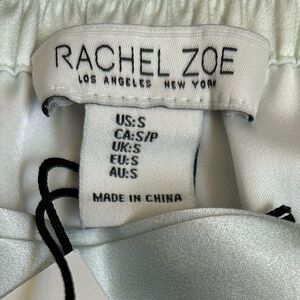 RACHEL ZOE
LOS ANGELES NEW YORK
US:S
CA:S/P
UK:S
EU:S
AU:S
MADE IN CHINA